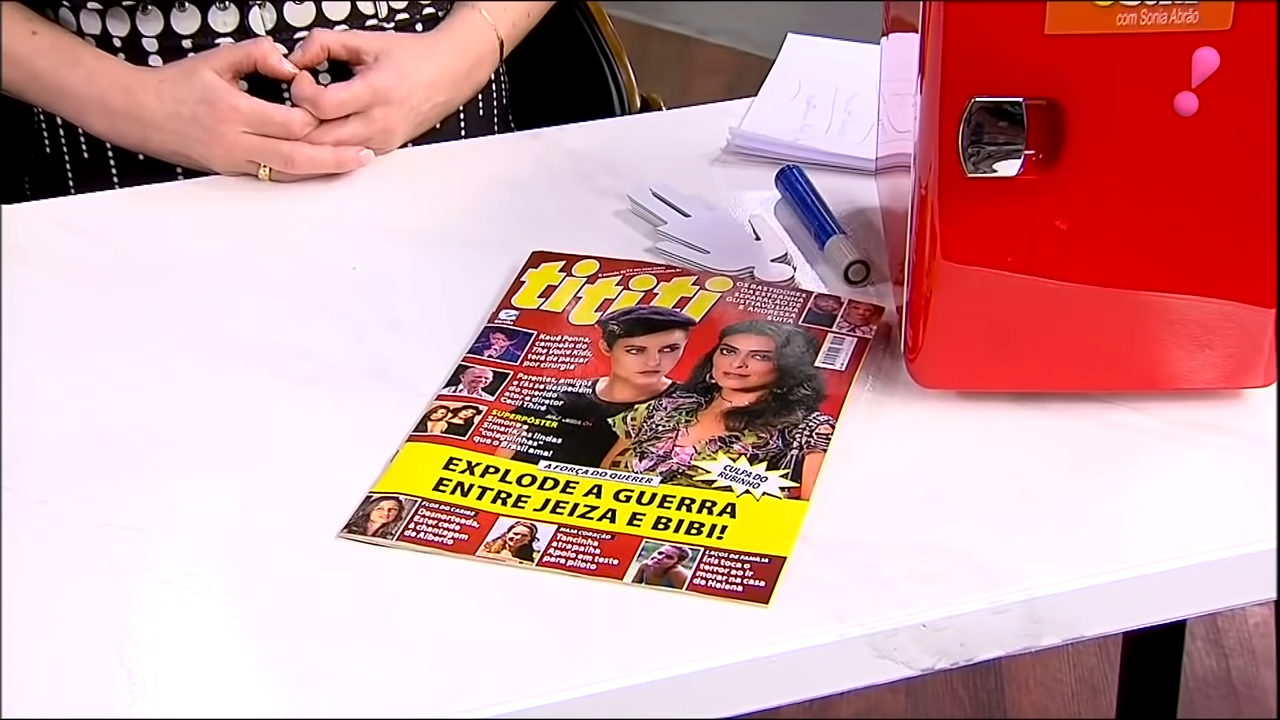 com Sonia Abrão
tititi
OS BASTIDORES
DA ESTRANHA
SEPARAÇÃO DE
GUSTTAVO LIMA
E ANDRESSA
SUITA
Kauê Penna,
campeão do
The Voice Kids,
terá de passar
por cirurgia
Parentes, amigos
e fãs se despedem
do querido
ator e diretor
Cecil Thiré
SUPERPÔSTER
Simone e
Simaria, as lindas
"coleguinhas"
que o Brasil ama!
CULPA DO
RUBINHO
A FORÇA DO QUERER
EXPLODE A GUERRA
ENTRE JEIZA E BIBI!
FLOR DO CARIBE
Desnorteada,
Ester cede
à chantagem
de Alberto
HAJA CORAÇÃO
Tancinha
atrapalha
Apolo em teste
para piloto
LAÇOS DE FAMÍLIA
Íris toca o
terror ao ir
morar na casa
de Helena